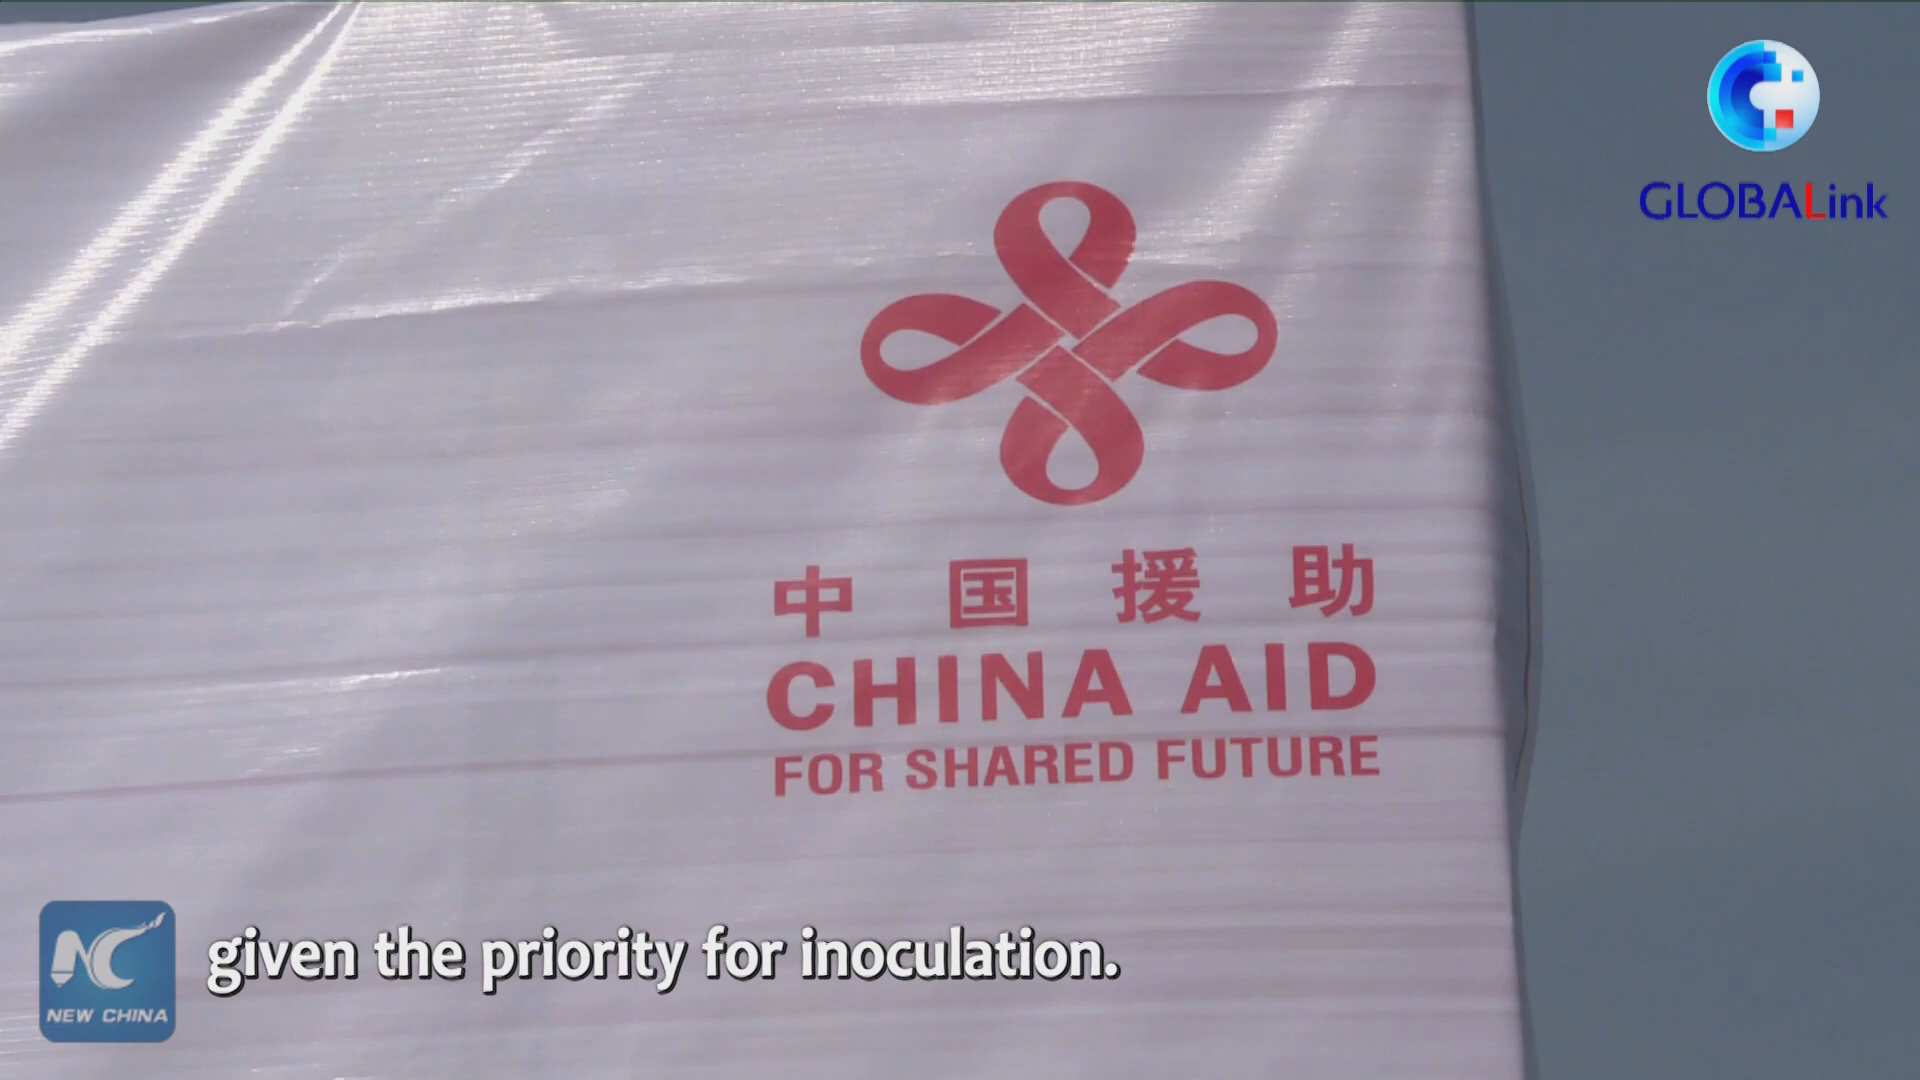 GLOBALink
中国援助
CHINA AID
FOR SHARED FUTURE
given the priority for inoculation.
NEW CHINA